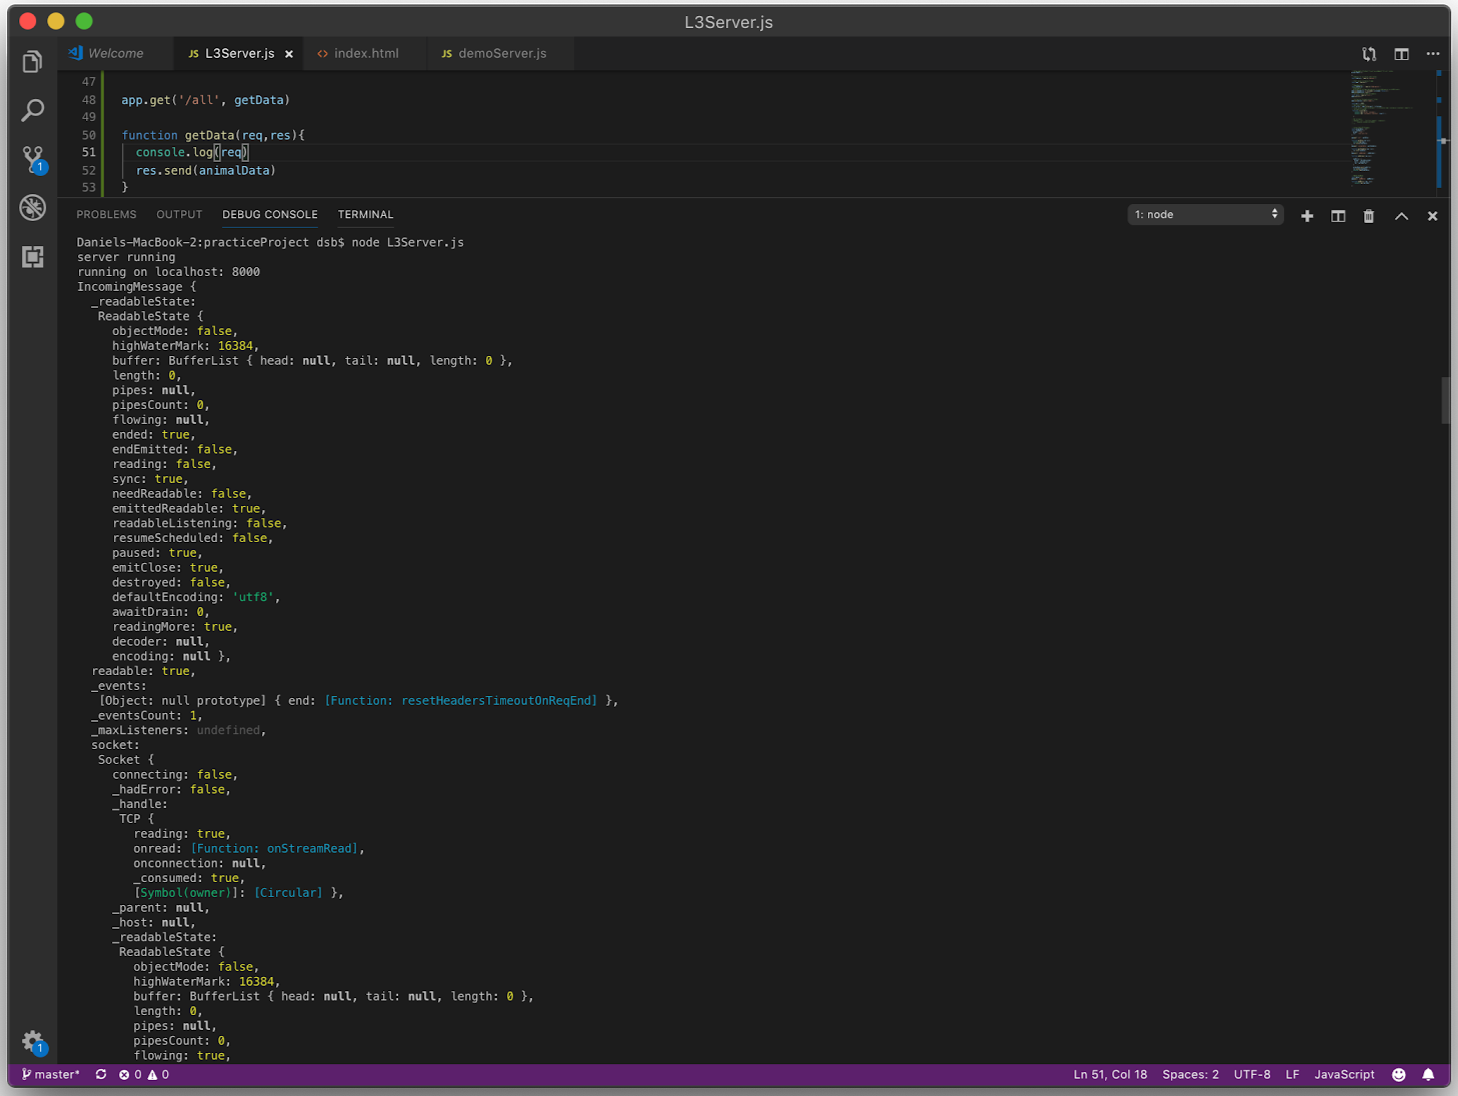 L3Server.js
Welcome JS L3Server.js × <> index.html JS demoServer.js
47
48 app.get('/all', getData)
49
50 function getData(req,res){
51 console.log(req)
52 res.send(animalData)
53 }
1
PROBLEMS OUTPUT DEBUG CONSOLE TERMINAL 1: node
Daniels-MacBook-2:practiceProject dsb$ node L3Server.js
server running
running on localhost: 8000
IncomingMessage {
_readableState:
ReadableState {
objectMode: false,
highWaterMark: 16384,
buffer: BufferList { head: null, tail: null, length: 0 },
length: 0,
pipes: null,
pipesCount: 0,
flowing: null,
ended: true,
endEmitted: false,
reading: false,
sync: true,
needReadable: false,
emittedReadable: true,
readableListening: false,
resumeScheduled: false,
paused: true,
emitClose: true,
destroyed: false,
defaultEncoding: 'utf8',
awaitDrain: 0,
readingMore: true,
decoder: null,
encoding: null },
readable: true,
_events:
[Object: null prototype] { end: [Function: resetHeadersTimeoutOnReqEnd] },
_eventsCount: 1,
_maxListeners: undefined,
socket:
Socket {
connecting: false,
_hadError: false,
_handle:
TCP {
reading: true,
onread: [Function: onStreamRead],
onconnection: null,
_consumed: true,
[Symbol(owner)]: [Circular] },
_parent: null,
_host: null,
_readableState:
ReadableState {
objectMode: false,
highWaterMark: 16384,
buffer: BufferList { head: null, tail: null, length: 0 },
length: 0,
pipes: null,
pipesCount: 0,
flowing: true,
1
master* 0 0 Ln 51, Col 18 Spaces: 2 UTF-8 LF JavaScript